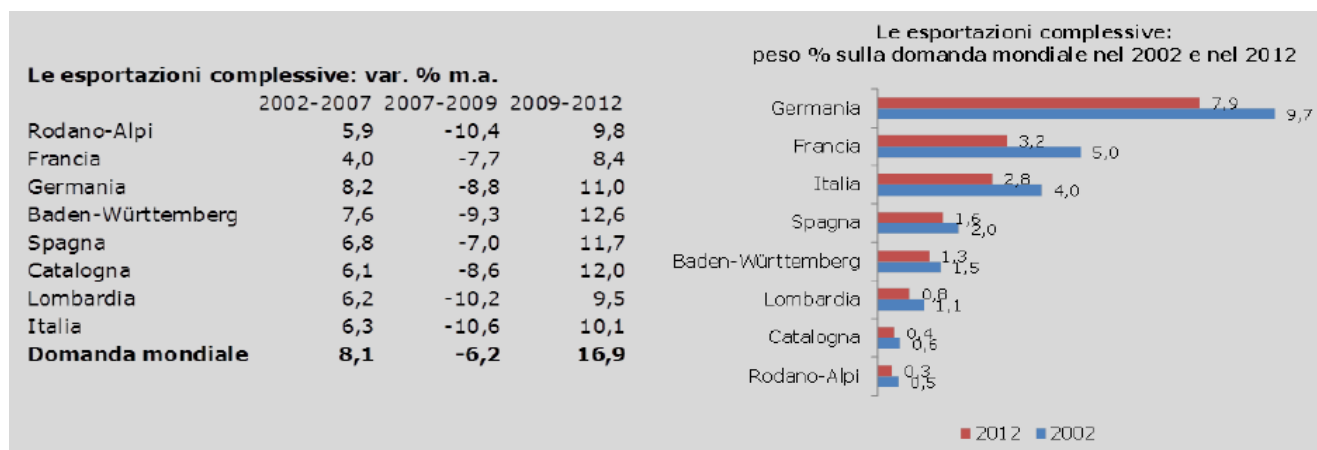 Le esportazioni complessive: var. % m.a.
2002-2007 2007-2009 2009-2012
Rodano-Alpi 5,9 -10,4 9,8
Francia 4,0 -7,7 8,4
Germania 8,2 -8,8 11,0
Baden-Württemberg 7,6 -9,3 12,6
Spagna 6,8 -7,0 11,7
Catalogna 6,1 -8,6 12,0
Lombardia 6,2 -10,2 9,5
Italia 6,3 -10,6 10,1
Domanda mondiale 8,1 -6,2 16,9
Le esportazioni complessive:
peso % sulla domanda mondiale nel 2002 e nel 2012
Germania 7,9 9,7
Francia 3,2 5,0
Italia 2,8 4,0
Spagna 1,6 2,0
Baden-Württemberg 1,3 1,5
Lombardia 0,8 1,1
Catalogna 0,4 0,6
Rodano-Alpi 0,3 0,5
2012 2002